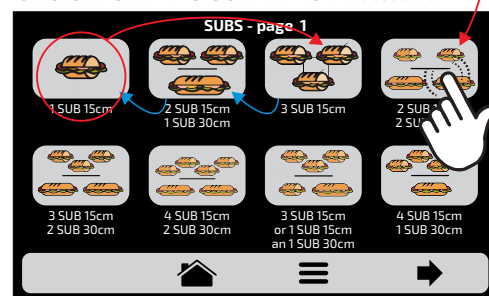 SUBS - page 1
1 SUB 15cm
2 SUB 15cm
1 SUB 30cm
3 SUB 15cm
2 SUB
2 SU
3 SUB 15cm
2 SUB 30cm
4 SUB 15cm
2 SUB 30cm
3 SUB 15cm
or 1 SUB 15cm
an 1 SUB 30cm
4 SUB 15cm
1 SUB 30cm